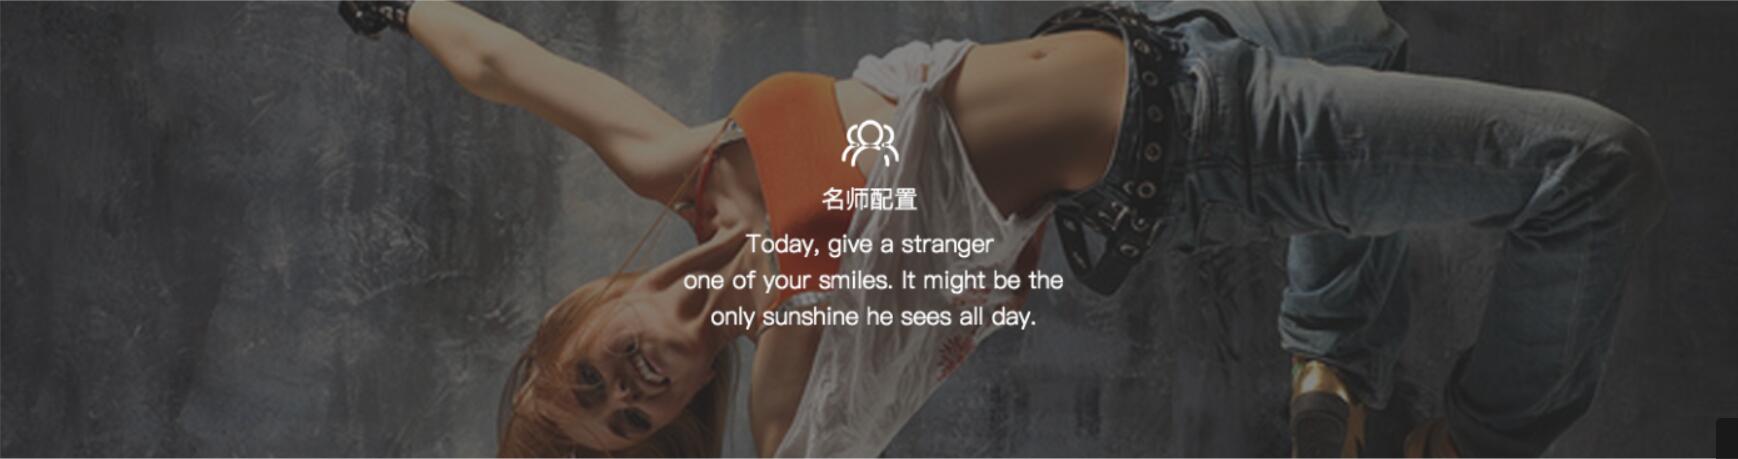 名师配置
Today, give a stranger
one of your smiles. It might be the
only sunshine he sees all day.